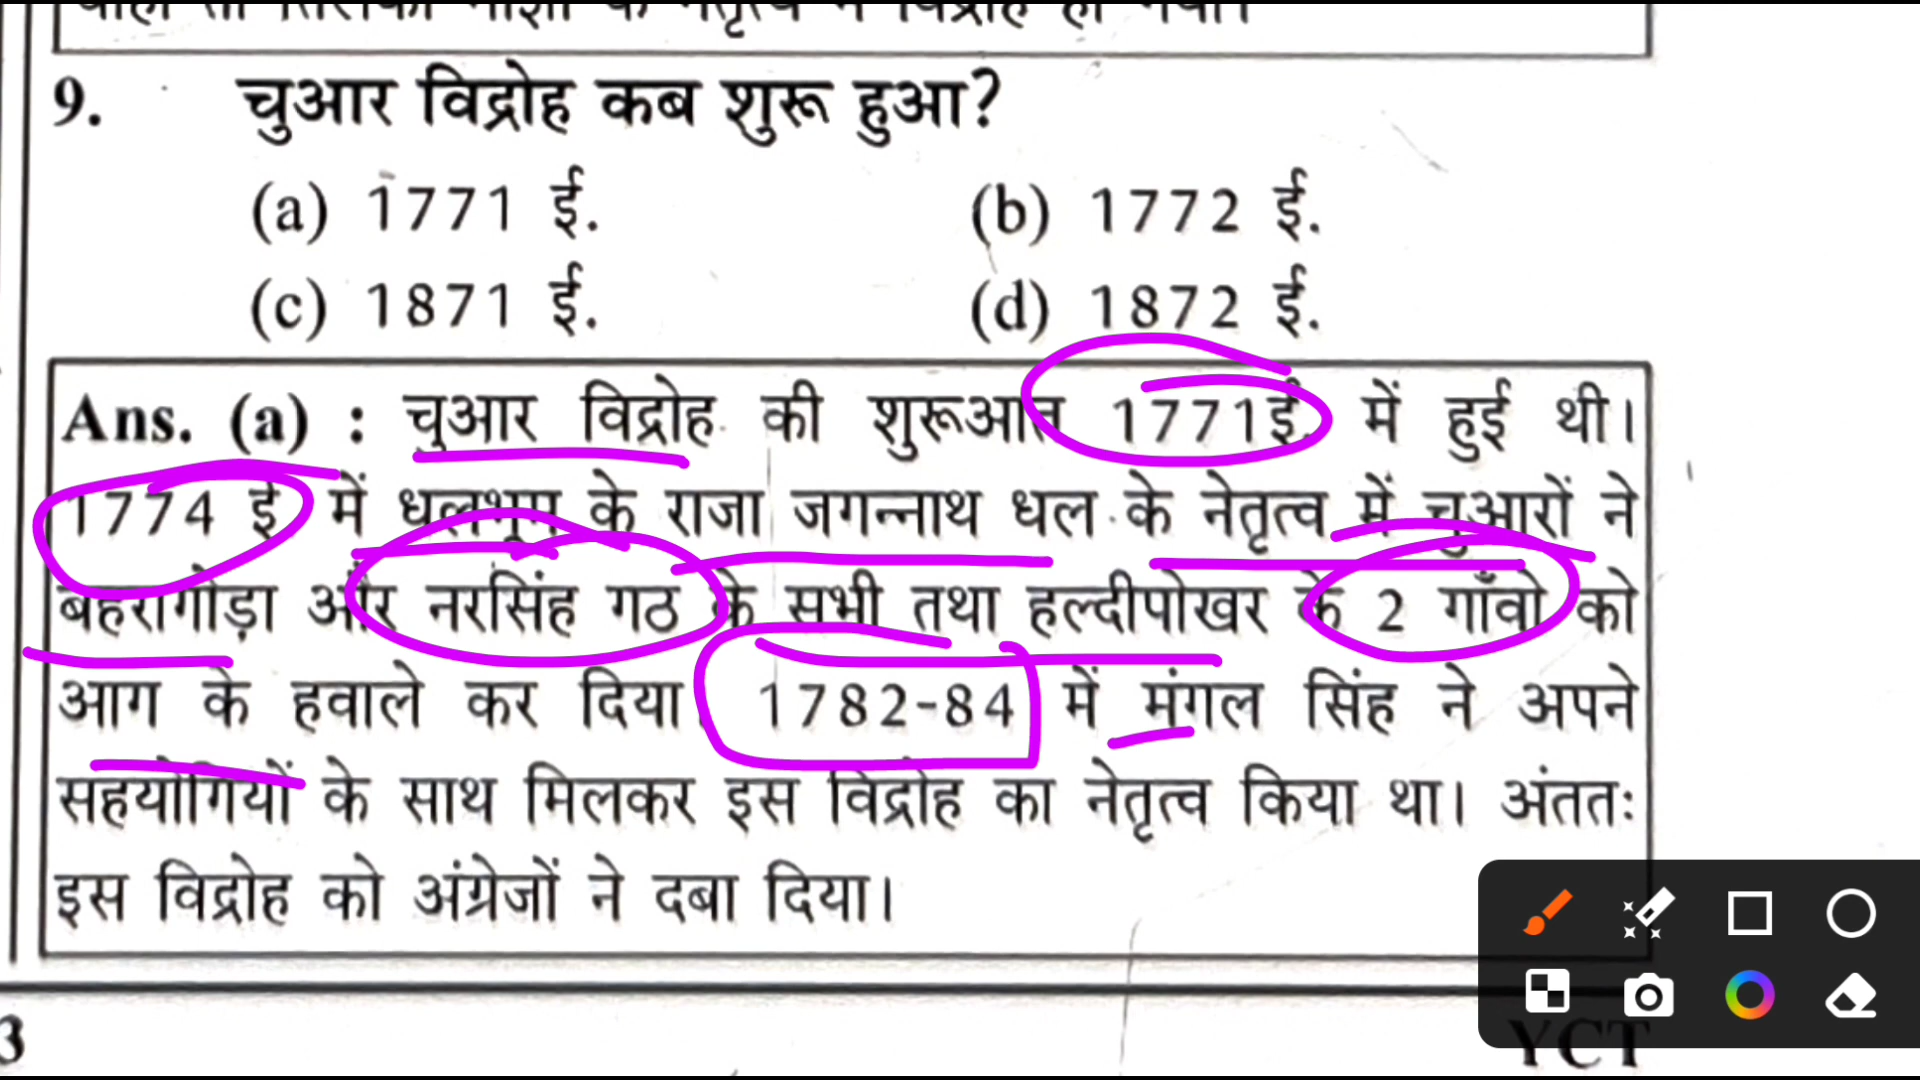 9. चुआर विद्रोह कब शुरू हुआ?
(a) 1771 ई. (b) 1772 ई.
(c) 1871 ई. (d) 1872 ई.
Ans. (a) : चुआर विद्रोह की शुरूआत 1771ई. में हुई थी।
1774 ई में धलभूम के राजा जगन्नाथ धल के नेतृत्व में चुआरों ने
बहरागोड़ा और नरसिंह गठ के सभी तथा हल्दीपोखर के 2 गाँवो को
आग के हवाले कर दिया 1782-84 में मंगल सिंह ने अपने
सहयोगियों के साथ मिलकर इस विद्रोह का नेतृत्व किया था। अंततः
इस विद्रोह को अंग्रेजों ने दबा दिया।
3 YCT